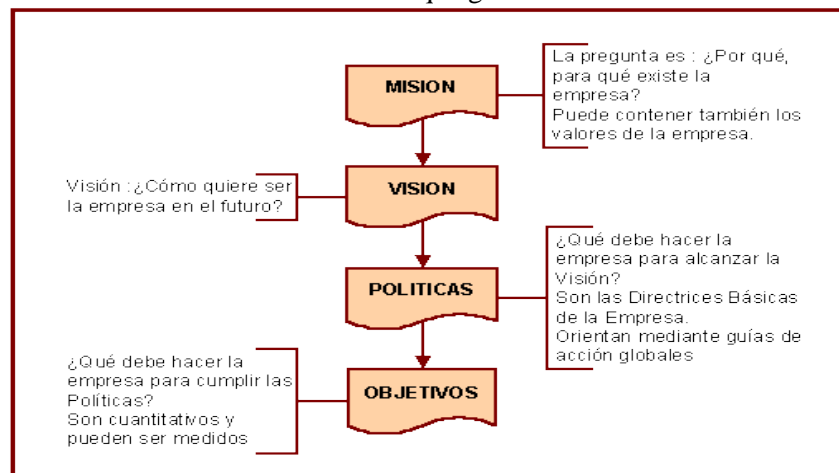 MISION
La pregunta es : ¿Por qué,
para qué existe la
empresa?
Puede contener también los
valores de la empresa.
Visión :¿Cómo quiere ser
la empresa en el futuro?
VISION
POLITICAS
¿Qué debe hacer la
empresa para alcanzar la
Visión?
Son las Directrices Básicas
de la Empresa.
Orientan mediante guías de
acción globales
¿Qué debe hacer la
empresa para cumplir las
Políticas?
Son cuantitativos y
pueden ser medidos
OBJETIVOS